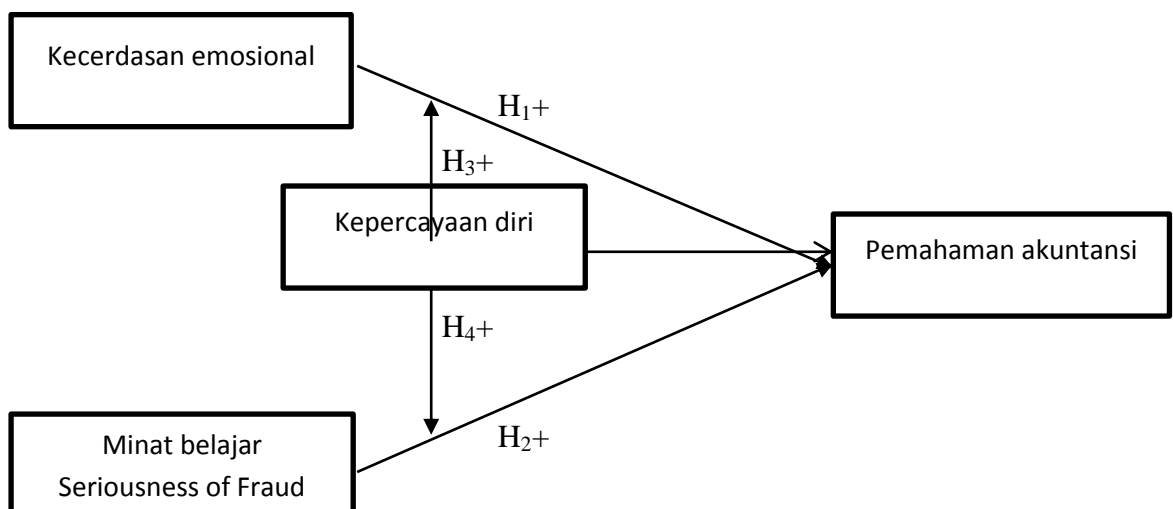 Kecerdasan emosional
H₁+
H₃+
Kepercayaan diri
Pemahaman akuntansi
H₄+
H₂+
Minat belajar
Seriousness of Fraud